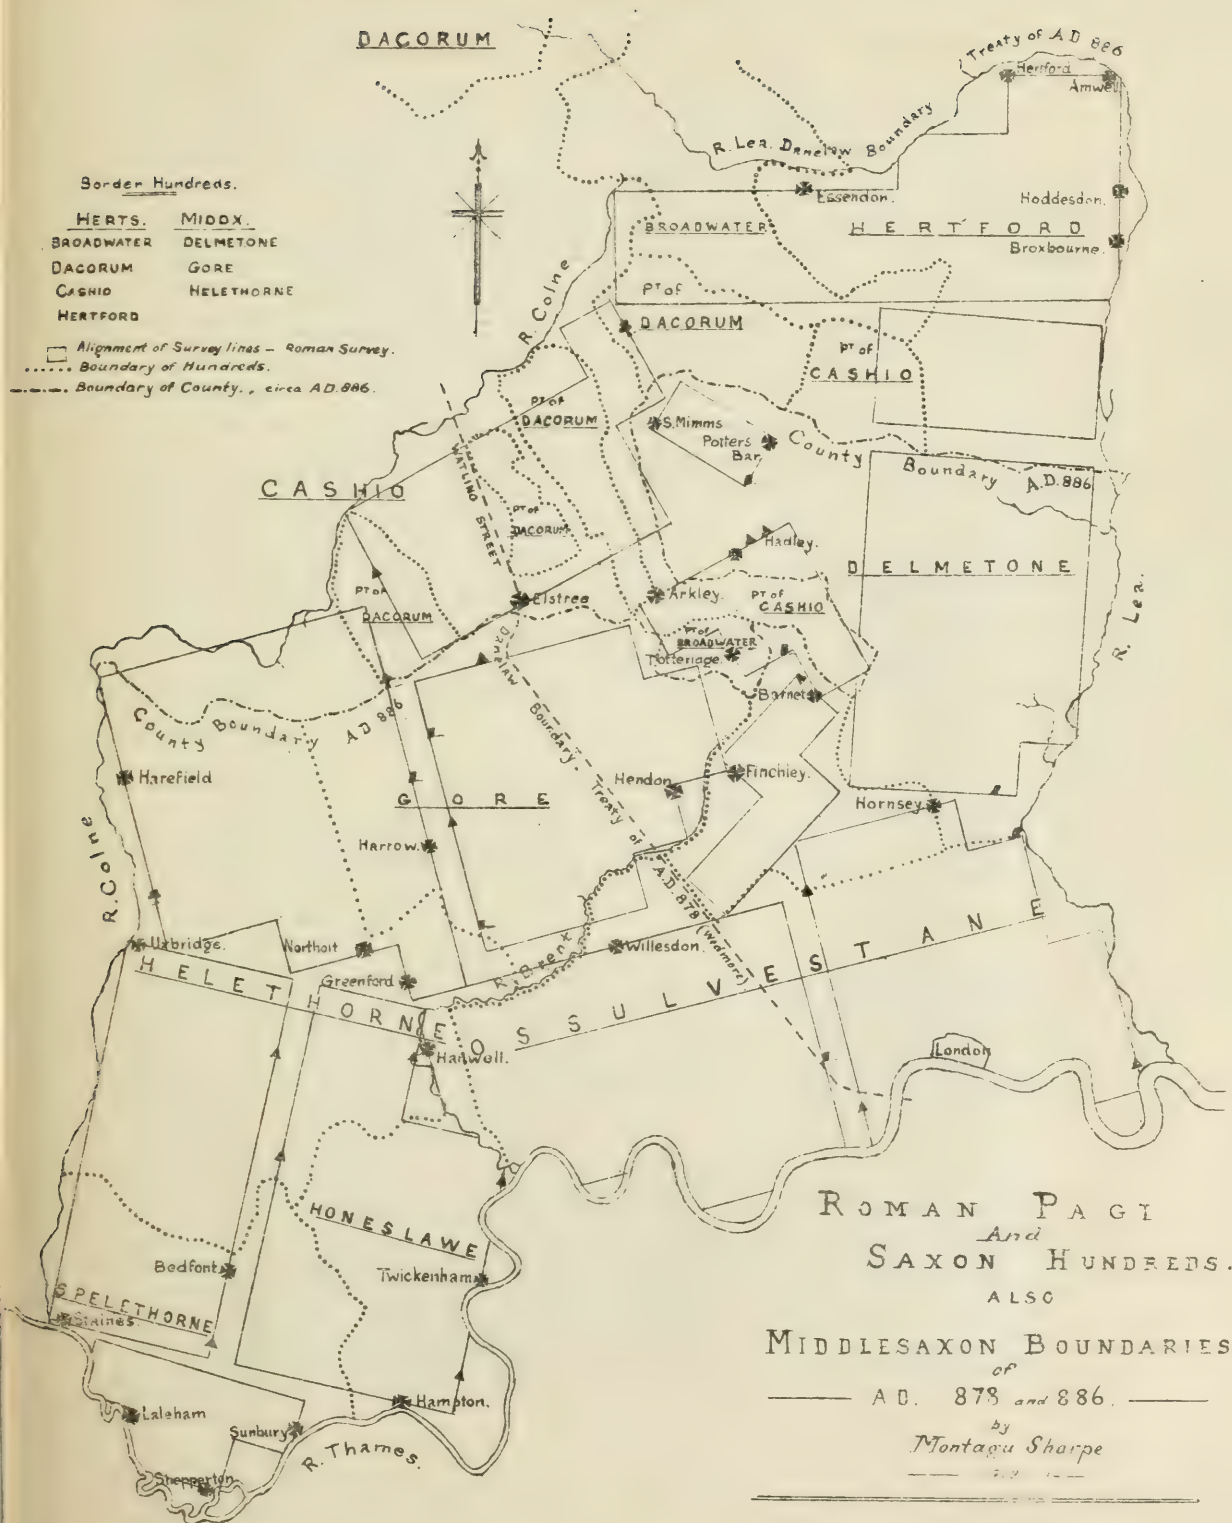 DACORUM
Treaty of A.D. 886
Hertford
Amwell
R. Lea. Danelaw Boundary
Border Hundreds.
HERTS. MIDDX.
BROADWATER DELMETONE
DACORUM GORE
CASHIO HELETHORNE
HERTFORD
Alignment of Survey lines – Roman Survey.
Boundary of Hundreds.
Boundary of County., circa A.D. 886.
Essendon.
Hoddesdon.
BROADWATER
HERTFORD
Broxbourne.
R. Colne
PT OF
DACORUM
PT OF
CASHIO
PT OF
DACORUM
S. Mimms
Potters
Bar.
County Boundary A.D. 886
WATLING STREET
CASHIO
PT OF
DACORUM
Hadley.
DELMETONE
Elstree
Arkley.
PT OF
CASHIO
PT OF
DACORUM
R. Lea.
PT OF
BROADWATER
Totteridge.
Barnet
County Boundary A.D 886
Boundary. Treaty of A.D. 878 (Wedmore)
Harefield
Hendon
Finchley.
GORE
Hornsey
Harrow.
R. Colne
Uxbridge.
Northolt
Willesdon.
Greenford
R. Brent
HELETHORNE
OSSULVESTANE
Hanwell.
London
HONESLAWE
Bedfont
Twickenham
SPELETHORNE
Staines.
Hampton.
Laleham
Sunbury
R. Thames.
Shepperton
ROMAN PAGI
And
SAXON HUNDREDS.
ALSO
MIDDLESAXON BOUNDARIES
of
A.D. 878 and 886.
by
Montagu Sharpe